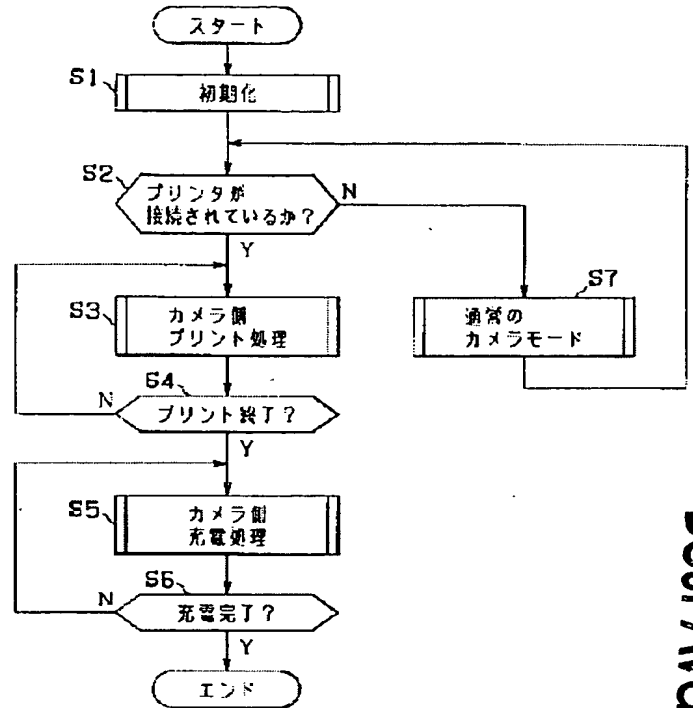 スタート
S1
初期化
S2
プリンタが
接続されているか?
N
Y
S7
S3
カメラ側
プリント処理
通常の
カメラモード
S4
N
プリント終了?
Y
S5
カメラ側
充電処理
S6
N
充電完了?
Y
エンド